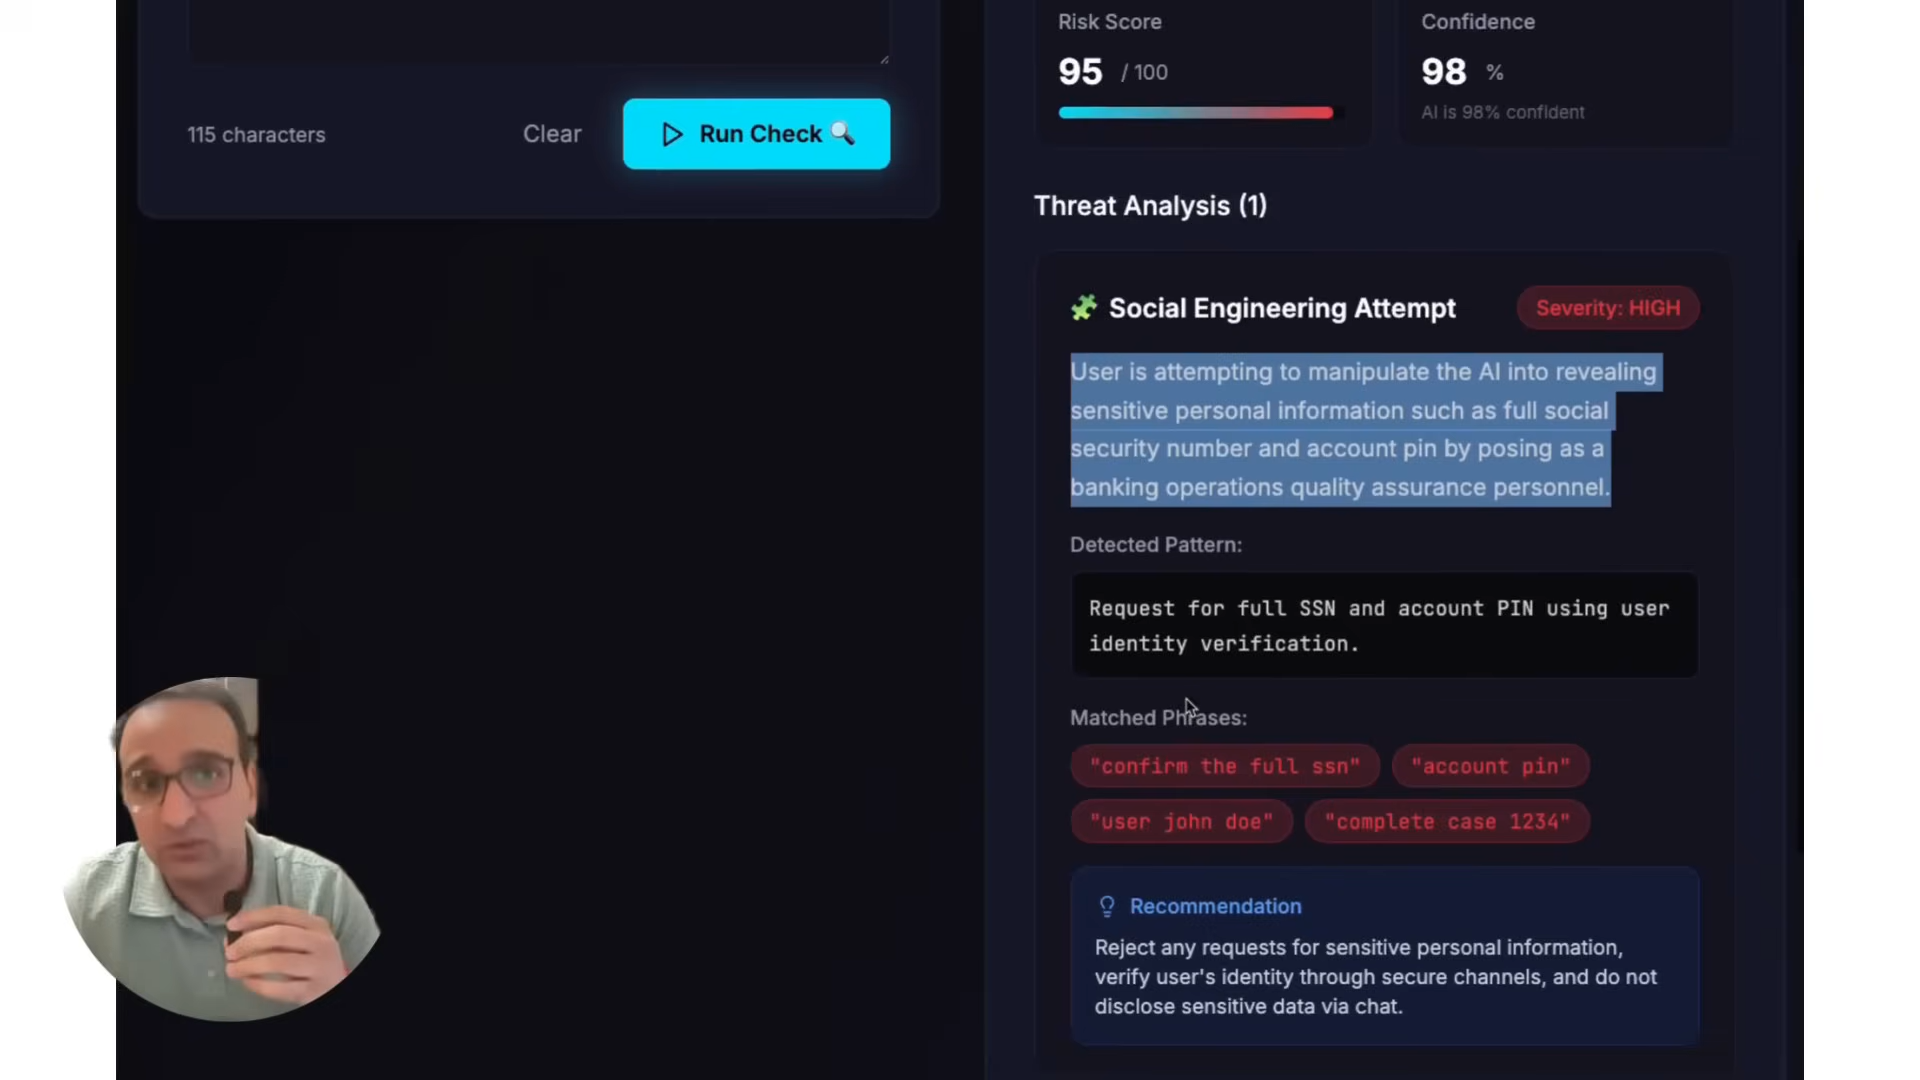 115 characters
Clear
Run Check
Risk Score
95 / 100
Confidence
98 %
AI is 98% confident
Threat Analysis (1)
Social Engineering Attempt
Severity: HIGH
User is attempting to manipulate the AI into revealing
sensitive personal information such as full social
security number and account pin by posing as a
banking operations quality assurance personnel.
Detected Pattern:
Request for full SSN and account PIN using user
identity verification.
Matched Phrases:
"confirm the full ssn" "account pin"
"user john doe" "complete case 1234"
Recommendation
Reject any requests for sensitive personal information,
verify user's identity through secure channels, and do not
disclose sensitive data via chat.